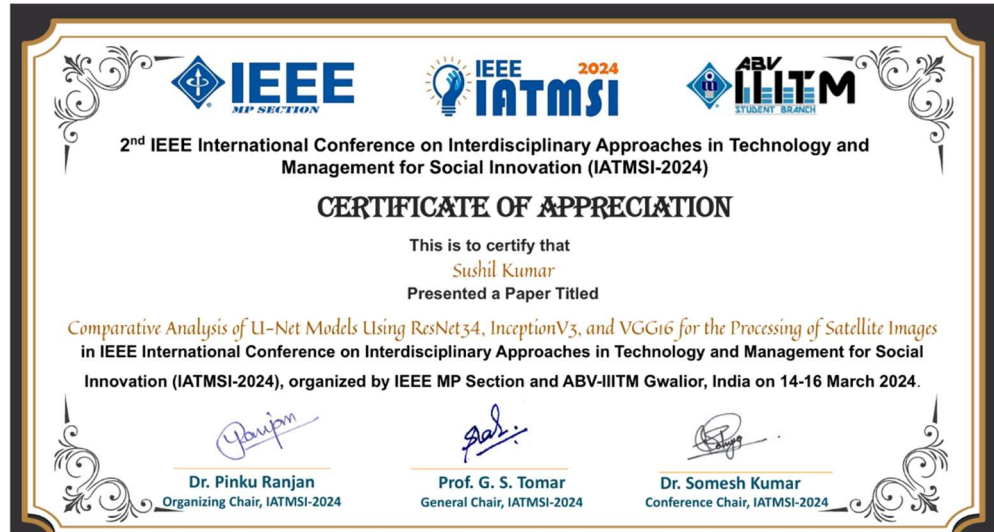 IEEE
MP SECTION
IEEE 2024
IATMSI
ABV
IIITM
STUDENT BRANCH
2nd IEEE International Conference on Interdisciplinary Approaches in Technology and
Management for Social Innovation (IATMSI-2024)
CERTIFICATE OF APPRECIATION
This is to certify that
Sushil Kumar
Presented a Paper Titled
Comparative Analysis of U-Net Models Using ResNet34, InceptionV3, and VGG16 for the Processing of Satellite Images
in IEEE International Conference on Interdisciplinary Approaches in Technology and Management for Social
Innovation (IATMSI-2024), organized by IEEE MP Section and ABV-IIITM Gwalior, India on 14-16 March 2024.
Dr. Pinku Ranjan
Organizing Chair, IATMSI-2024
Prof. G. S. Tomar
General Chair, IATMSI-2024
Dr. Somesh Kumar
Conference Chair, IATMSI-2024